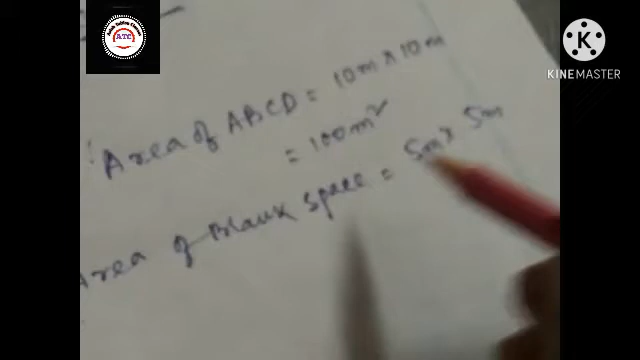 ATC
KINEMASTER
Area of ABCD = 10m x 10m
= 100m²
Area of Blank space = 5m x 5m